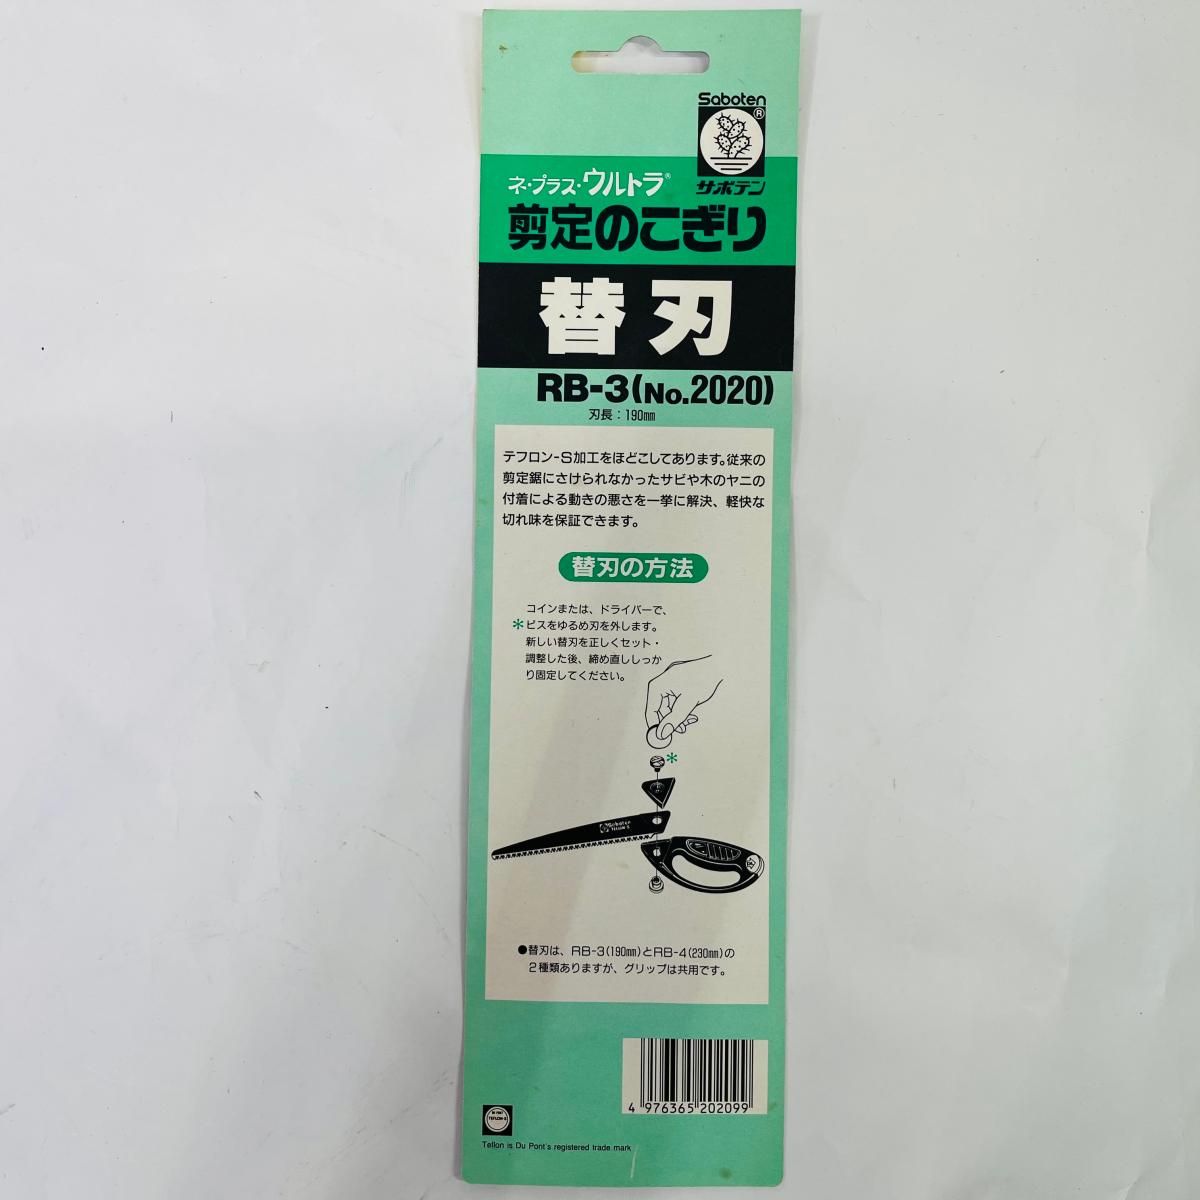 Saboten
®
サボテン
ネ・プラス・ウルトラ®
剪定のこぎり
替刃
RB-3(No.2020)
刃長：190mm
テフロン-S加工をほどこしてあります。従来の
剪定鋸にさけられなかったサビや木のヤニの
付着による動きの悪さを一挙に解決、軽快な
切れ味を保証できます。
替刃の方法
コインまたは、ドライバーで、
＊ビスをゆるめ刃を外します。
新しい替刃を正しくセット・
調整した後、締め直ししっか
り固定してください。
＊
Saboten
●替刃は、RB-3(190mm)とRB-4(230mm)の
２種類ありますが、グリップは共用です。
4 976365 202099
DU PONT
TEFLON-S
Teflon is Du Pont's registered trade mark